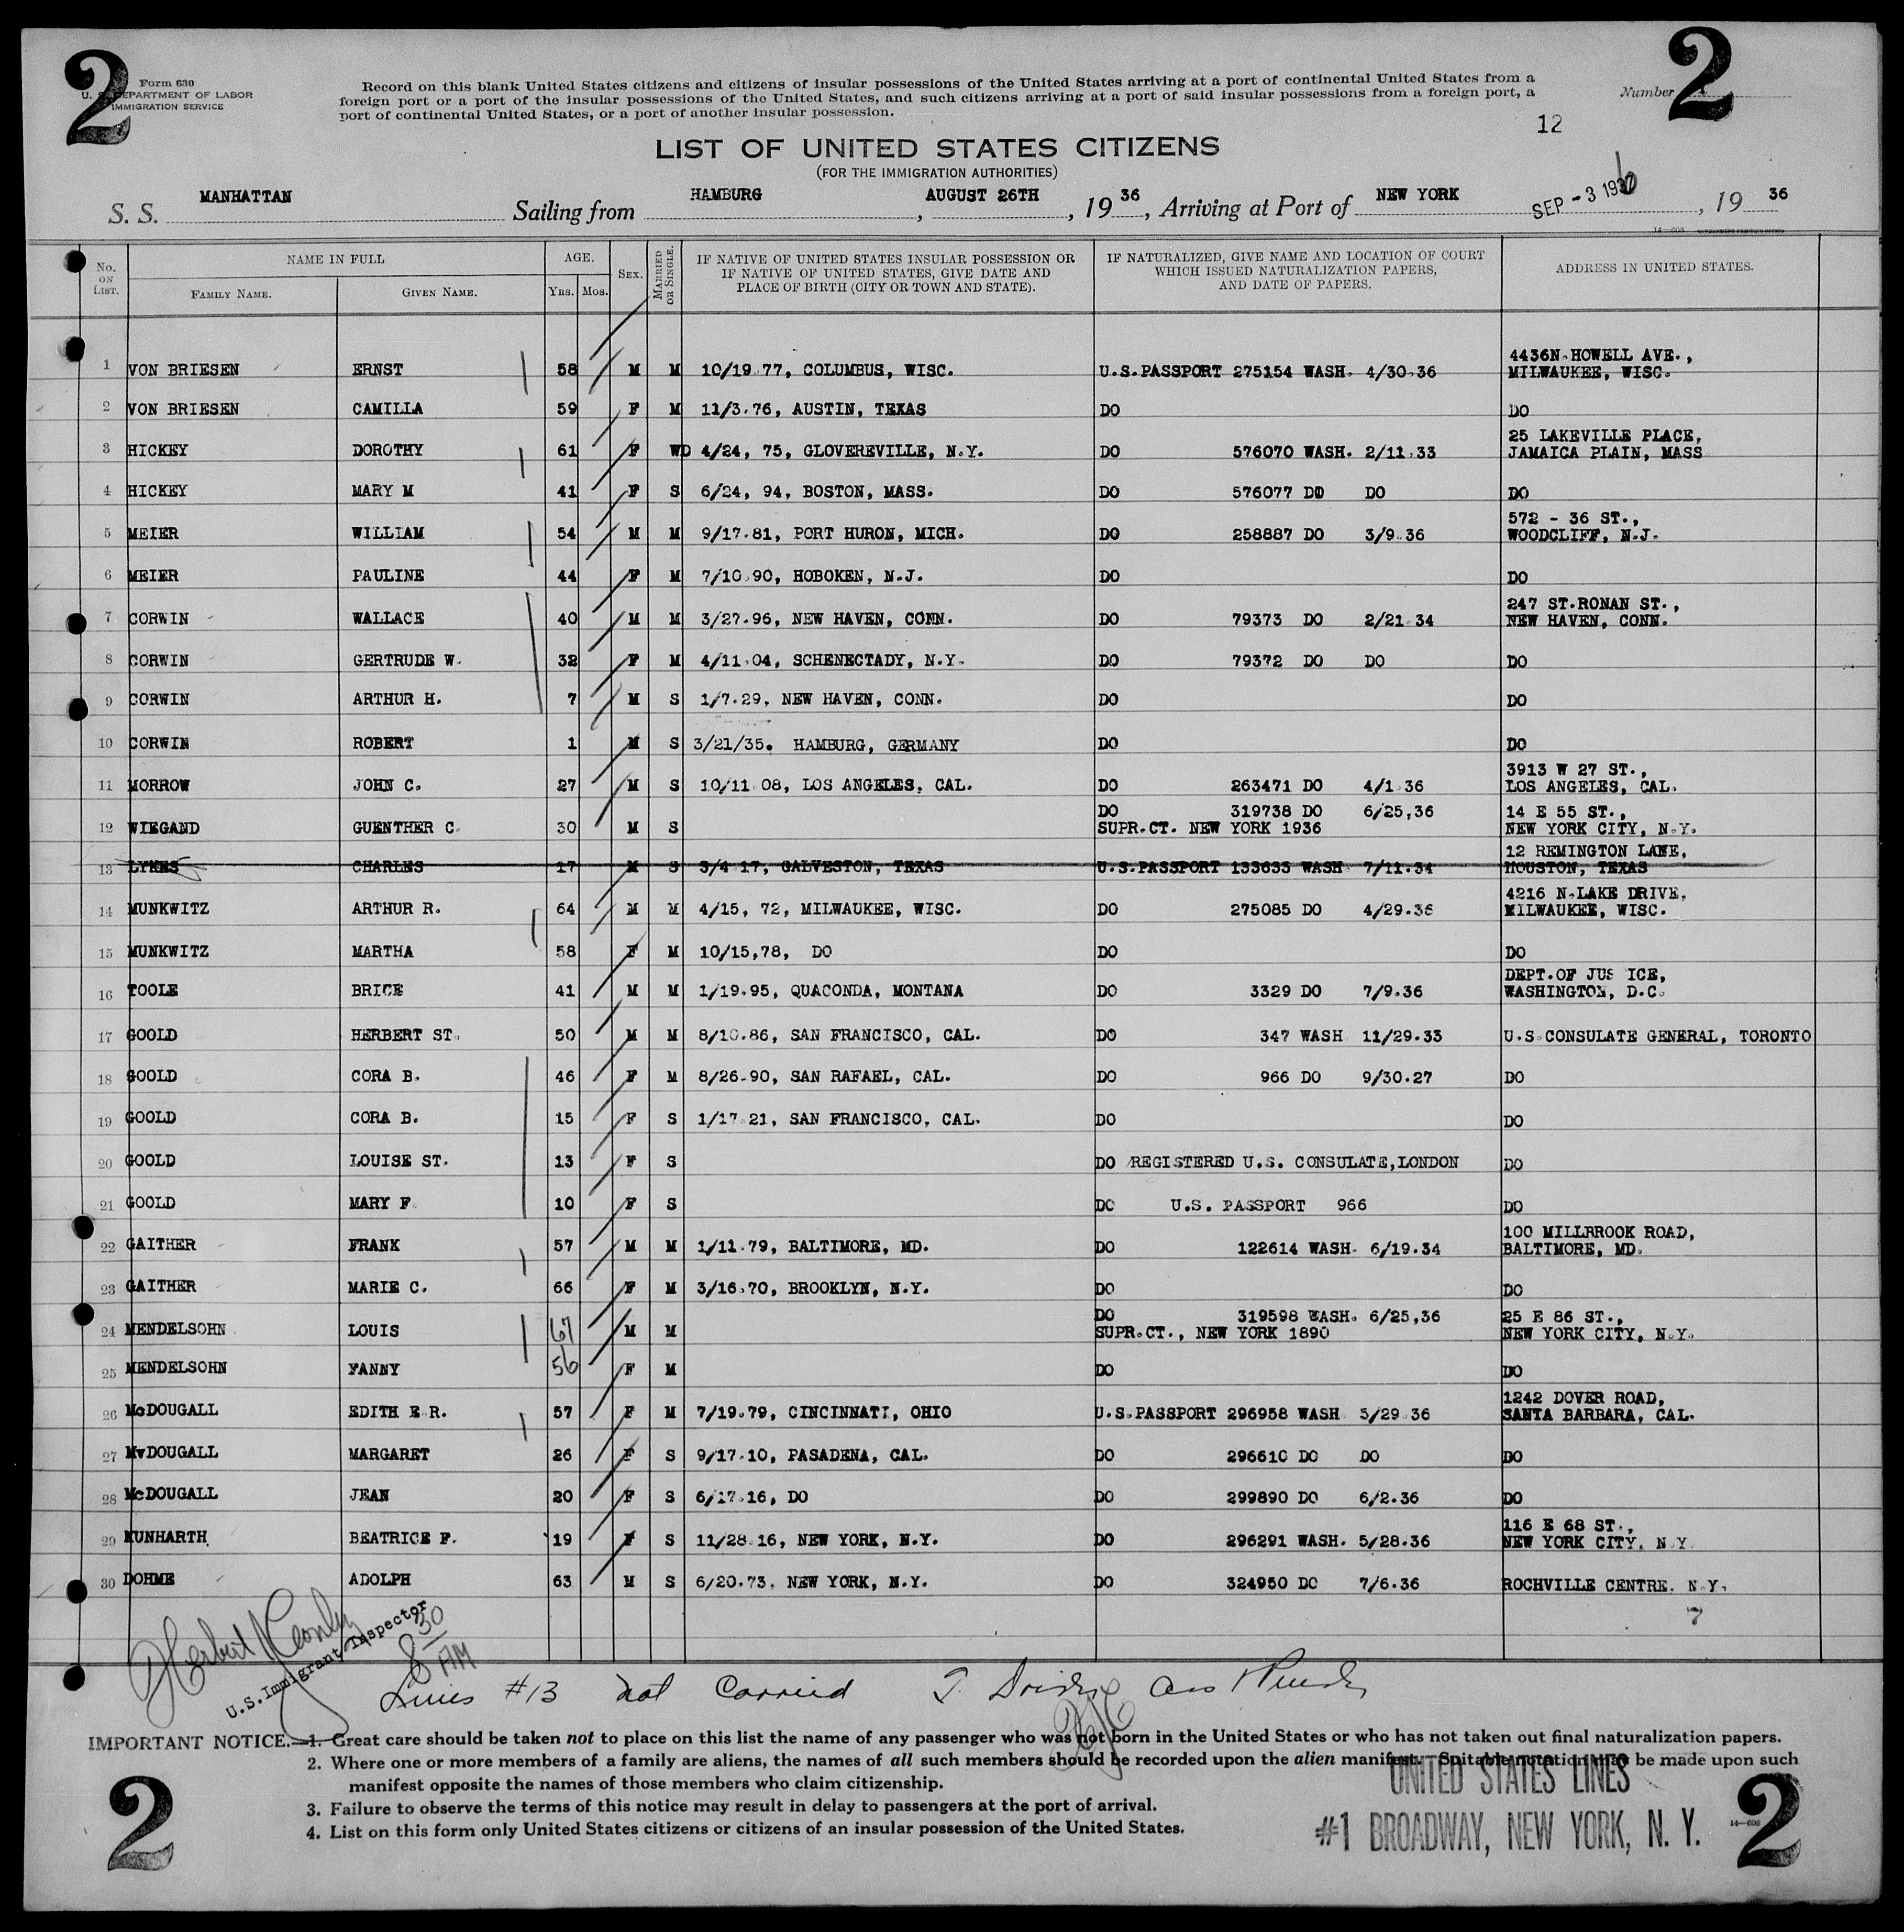 2
2
Form 630
U. S. DEPARTMENT OF LABOR
IMMIGRATION SERVICE
Record on this blank United States citizens and citizens of insular possessions of the United States arriving at a port of continental United States from a
foreign port or a port of the insular possessions of the United States, and such citizens arriving at a port of said insular possessions from a foreign port, a
port of continental United States, or a port of another insular possession.
Number
12
LIST OF UNITED STATES CITIZENS
(FOR THE IMMIGRATION AUTHORITIES)
S. S. MANHATTAN Sailing from HAMBURG, AUGUST 26TH, 19 36, Arriving at Port of NEW YORK SEP -3 1936, 19 36
No. ON LIST. NAME IN FULL FAMILY NAME. GIVEN NAME. AGE. YRS. MOS. SEX. MARRIED OR SINGLE. IF NATIVE OF UNITED STATES INSULAR POSSESSION OR IF NATIVE OF UNITED STATES, GIVE DATE AND PLACE OF BIRTH (CITY OR TOWN AND STATE). IF NATURALIZED, GIVE NAME AND LOCATION OF COURT WHICH ISSUED NATURALIZATION PAPERS, AND DATE OF PAPERS. ADDRESS IN UNITED STATES.
1 VON BRIESEN ERNST 58 M M 10/19.77, COLUMBUS, WISC. U.S.PASSPORT 275154 WASH. 4/30.36 4436N.HOWELL AVE., MILWAUKEE, WISC.
2 VON BRIESEN CAMILLA 59 F M 11/3.76, AUSTIN, TEXAS DO DO
3 HICKEY DOROTHY 61 F WD 4/24, 75, GLOVEREVILLE, N.Y. DO 576070 WASH. 2/11.33 25 LAKEVILLE PLACE, JAMAICA PLAIN, MASS
4 HICKEY MARY M 41 F S 6/24, 94, BOSTON, MASS. DO 576077 DO DO DO
5 MEIER WILLIAM 54 M M 9/17.81, PORT HURON, MICH. DO 258887 DO 3/9.36 572 - 36 ST., WOODCLIFF, N.J.
6 MEIER PAULINE 44 F M 7/10.90, HOBOKEN, N.J. DO DO
7 CORWIN WALLACE 40 M M 3/27.96, NEW HAVEN, CONN. DO 79373 DO 2/21.34 247 ST.RONAN ST., NEW HAVEN, CONN.
8 CORWIN GERTRUDE W. 32 F M 4/11.04, SCHENECTADY, N.Y. DO 79372 DO DO DO
9 CORWIN ARTHUR H. 7 M S 1/7.29, NEW HAVEN, CONN. DO DO
10 CORWIN ROBERT 1 M S 3/21/35. HAMBURG, GERMANY DO DO
11 MORROW JOHN C. 27 M S 10/11.08, LOS ANGELES, CAL. DO 263471 DO 4/1.36 3913 W 27 ST., LOS ANGELES, CAL.
12 WIEGAND GUENTHER C. 30 M S DO 319738 DO 6/25,36 SUPR.CT. NEW YORK 1936 14 E 55 ST., NEW YORK CITY, N.Y.
13 LYKES CHARLES 17 M S 3/4 17, GALVESTON, TEXAS U.S.PASSPORT 133633 WASH 7/11.34 12 REMINGTON LANE, HOUSTON, TEXAS
14 MUNKWITZ ARTHUR R. 64 M M 4/15, 72, MILWAUKEE, WISC. DO 275085 DO 4/29.36 4216 N.LAKE DRIVE, MILWAUKEE, WISC.
15 MUNKWITZ MARTHA 58 F M 10/15,78, DO DO DO
16 TOOLE BRICE 41 M M 1/19.95, QUACONDA, MONTANA DO 3329 DO 7/9.36 DEPT.OF JUS ICE, WASHINGTON, D.C.
17 GOOLD HERBERT ST. 50 M M 8/10.86, SAN FRANCISCO, CAL. DO 347 WASH 11/29.33 U.S.CONSULATE GENERAL, TORONTO
18 GOOLD CORA B. 46 F M 8/26.90, SAN RAFAEL, CAL. DO 966 DO 9/30.27 DO
19 GOOLD CORA B. 15 F S 1/17 21, SAN FRANCISCO, CAL. DO DO
20 GOOLD LOUISE ST. 13 F S DO REGISTERED U.S. CONSULATE,LONDON DO
21 GOOLD MARY F. 10 F S DO U.S. PASSPORT 966 DO
22 GAITHER FRANK 57 M M 1/11.79, BALTIMORE, MD. DO 122614 WASH. 6/19.34 100 MILLBROOK ROAD, BALTIMORE, MD.
23 GAITHER MARIE C. 66 F M 3/16.70, BROOKLYN, N.Y. DO DO
24 MENDELSOHN LOUIS 67 M M DO 319598 WASH. 6/25,36 SUPR.CT., NEW YORK 1890 25 E 86 ST., NEW YORK CITY, N.Y.
25 MENDELSOHN FANNY 56 F M DO DO
26 McDOUGALL EDITH E.R. 57 F M 7/19.79, CINCINNATI, OHIO U.S.PASSPORT 296958 WASH 5/29.36 1242 DOVER ROAD, SANTA BARBARA, CAL.
27 MvDOUGALL MARGARET 26 F S 9/17.10, PASADENA, CAL. DO 296610 DO DO DO
28 McDOUGALL JEAN 20 F S 6/17.16, DO DO 299890 DO 6/2.36 DO
29 KUNHARTH BEATRICE F. 19 F S 11/28.16, NEW YORK, N.Y. DO 296291 WASH. 5/28.36 116 E 68 ST., NEW YORK CITY, N.Y.
30 DOHME ADOLPH 63 M S 6/20.73, NEW YORK, N.Y. DO 324950 DO 7/6.36 ROCHVILLE CENTRE. N.Y.
7
Herbert
U.S.Immigrant Inspector
8 30 AM
Lines #13 not Carried
IMPORTANT NOTICE.—1. Great care should be taken not to place on this list the name of any passenger who was not born in the United States or who has not taken out final naturalization papers.
2. Where one or more members of a family are aliens, the names of all such members should be recorded upon the alien manifest. Suitable notation may be made upon such
manifest opposite the names of those members who claim citizenship.
3. Failure to observe the terms of this notice may result in delay to passengers at the port of arrival.
4. List on this form only United States citizens or citizens of an insular possession of the United States.
UNITED STATES LINES
#1 BROADWAY, NEW YORK, N. Y.
2
2